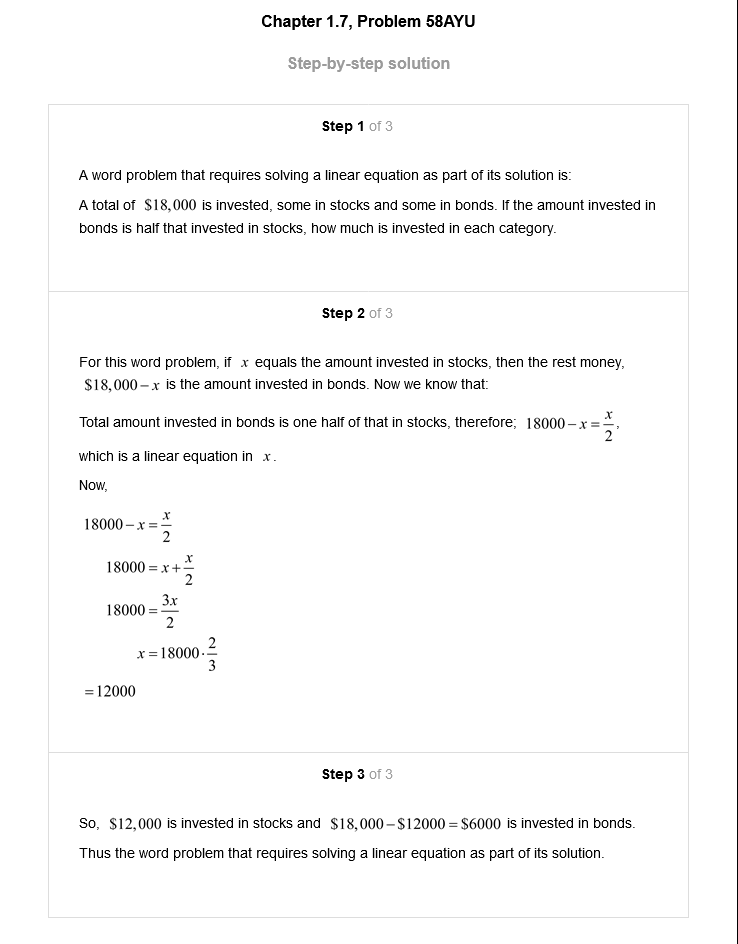 Chapter 1.7, Problem 58AYU
Step-by-step solution
Step 1 of 3
A word problem that requires solving a linear equation as part of its solution is:
A total of $18,000 is invested, some in stocks and some in bonds. If the amount invested in
bonds is half that invested in stocks, how much is invested in each category.
Step 2 of 3
For this word problem, if x equals the amount invested in stocks, then the rest money,
$18,000 – x is the amount invested in bonds. Now we know that:
Total amount invested in bonds is one half of that in stocks, therefore; 18000 – x = x/2,
which is a linear equation in x.
Now,
18000 – x = x/2
18000 = x + x/2
18000 = 3x/2
x = 18000 · 2/3
= 12000
Step 3 of 3
So, $12,000 is invested in stocks and $18,000 – $12000 = $6000 is invested in bonds.
Thus the word problem that requires solving a linear equation as part of its solution.